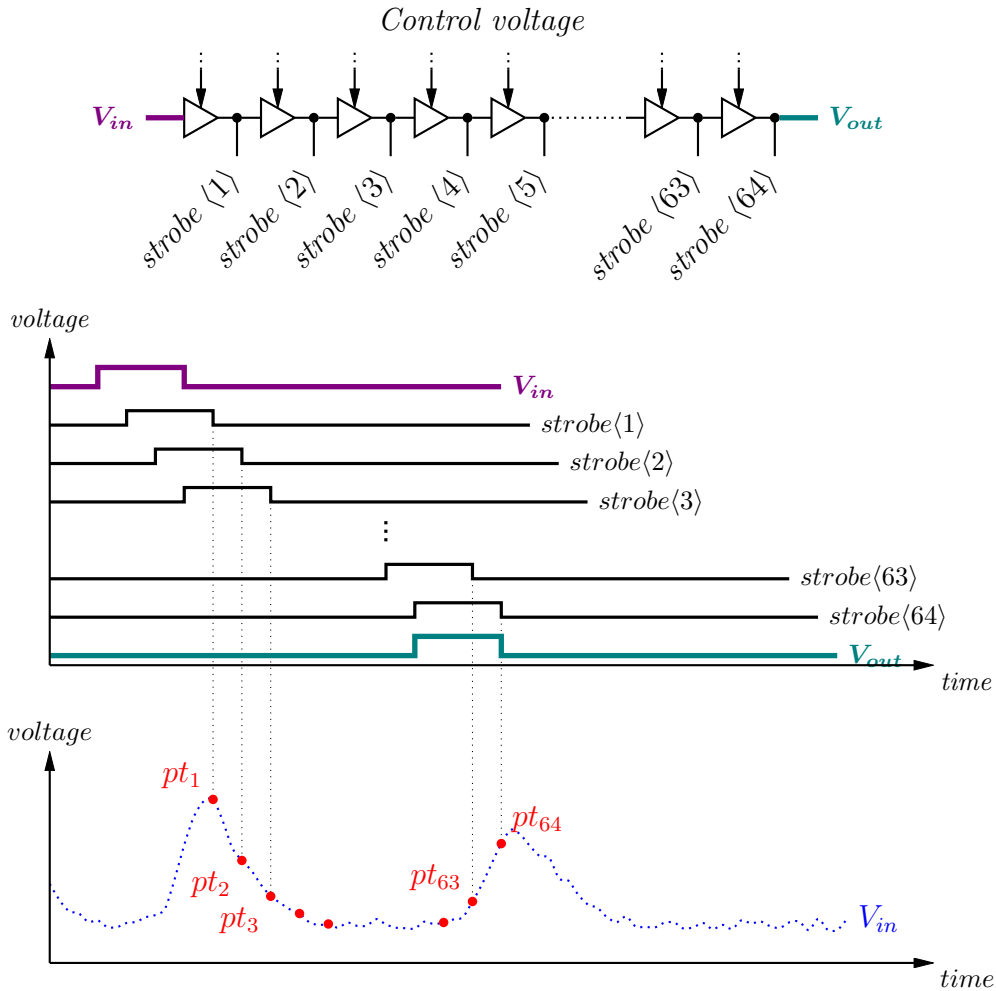 Control voltage
V_in V_out
strobe ⟨1⟩
strobe ⟨2⟩
strobe ⟨3⟩
strobe ⟨4⟩
strobe ⟨5⟩
strobe ⟨63⟩
strobe ⟨64⟩
voltage
V_in
strobe⟨1⟩
strobe⟨2⟩
strobe⟨3⟩
strobe⟨63⟩
strobe⟨64⟩
V_out
time
voltage
pt_1
pt_64
pt_2
pt_63
pt_3
V_in
time